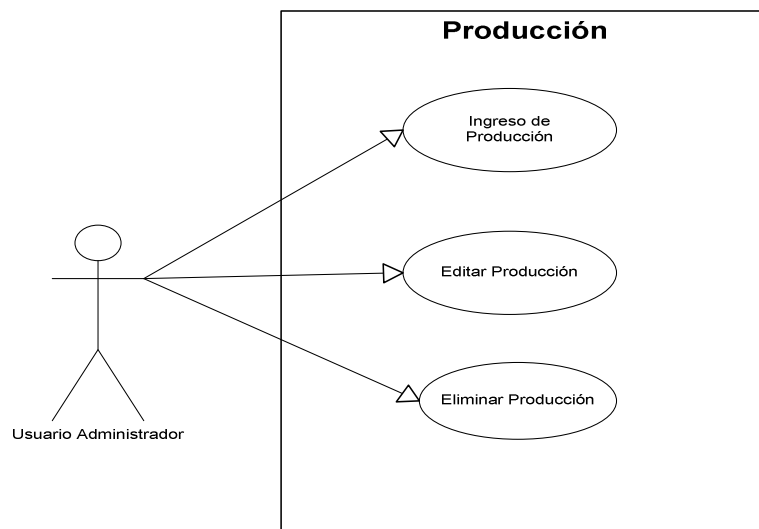 Producción
Ingreso de
Producción
Editar Producción
Eliminar Producción
Usuario Administrador